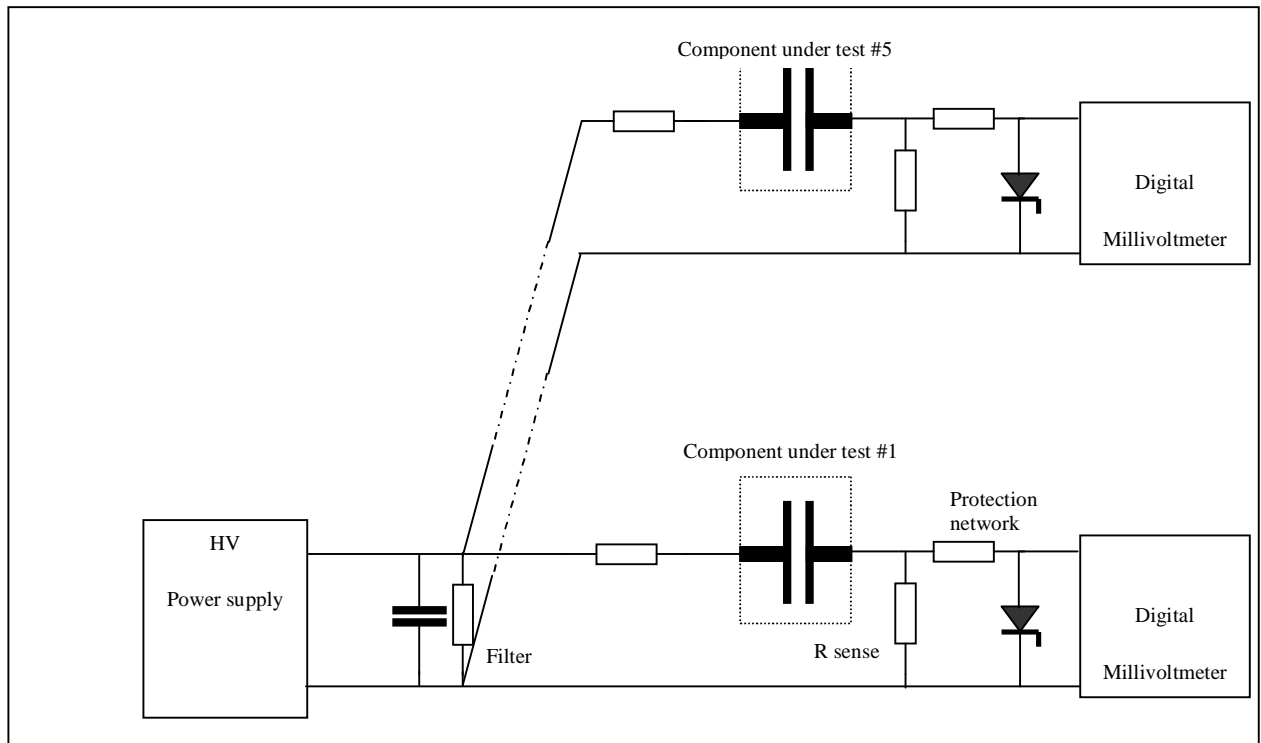 Component under test #5
Digital
Millivoltmeter
Component under test #1
Protection
network
HV
Power supply
Filter
R sense
Digital
Millivoltmeter